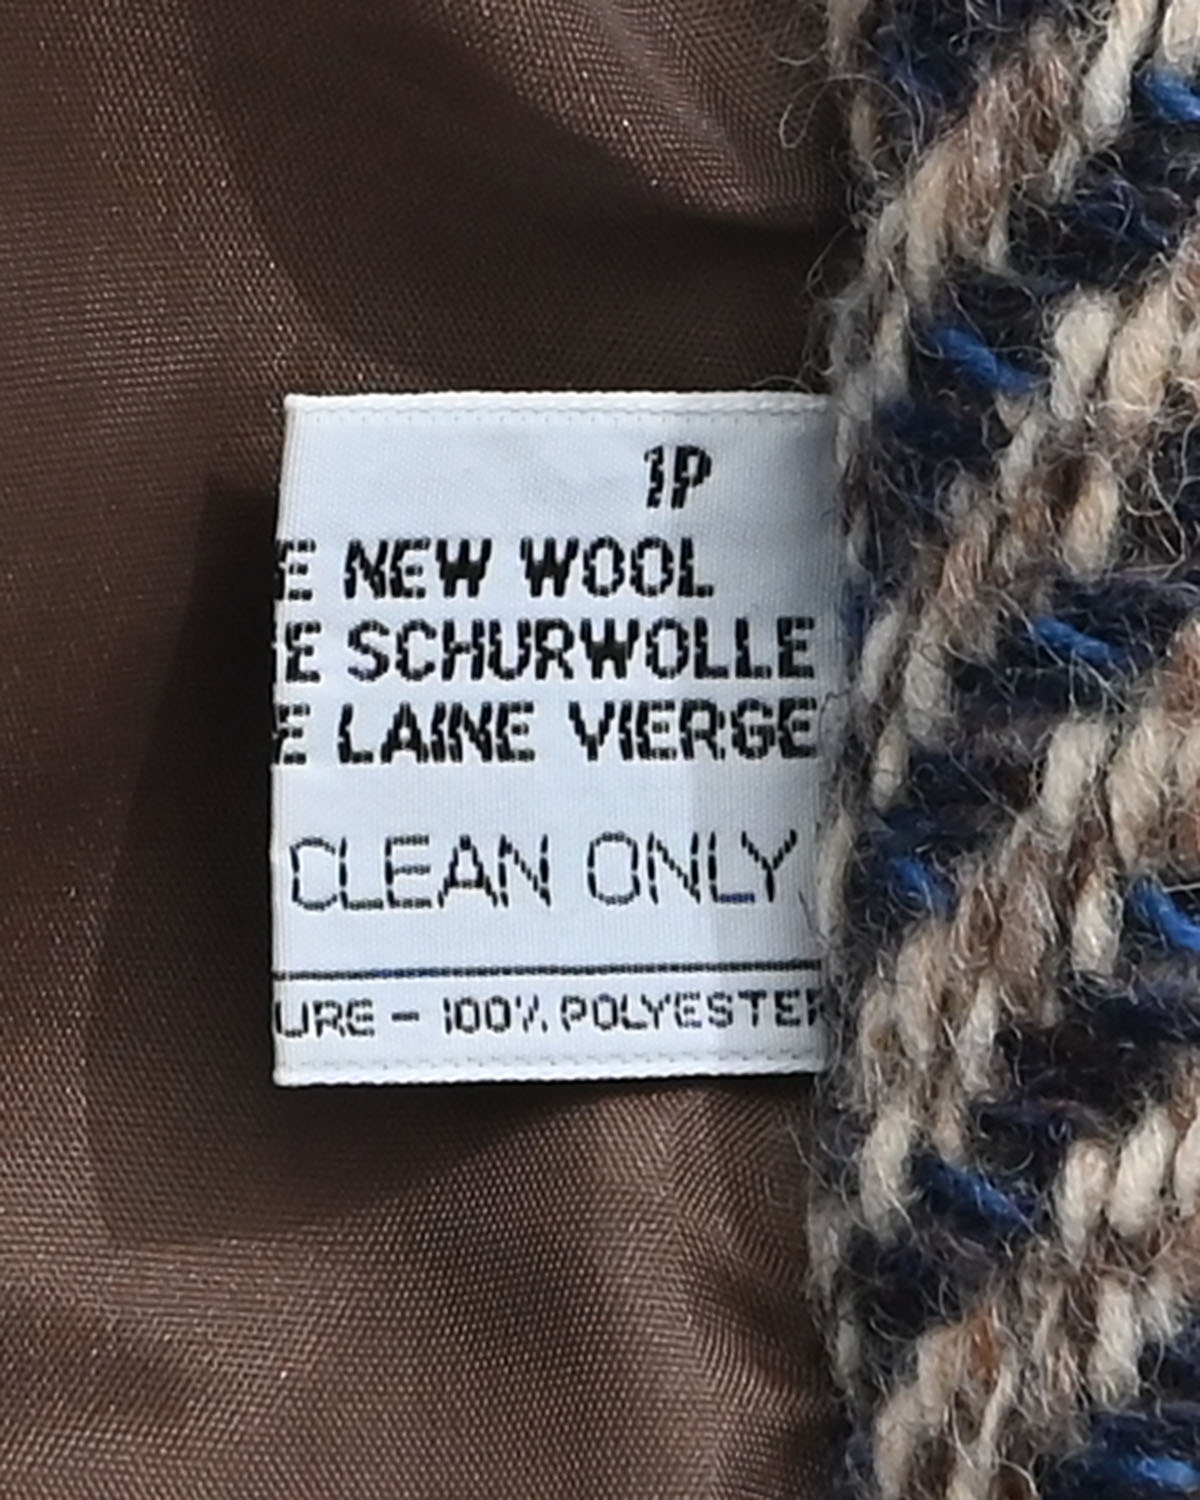 1P
E NEW WOOL
E SCHURWOLLE
E LAINE VIERGE
CLEAN ONLY
URE - 100% POLYESTER